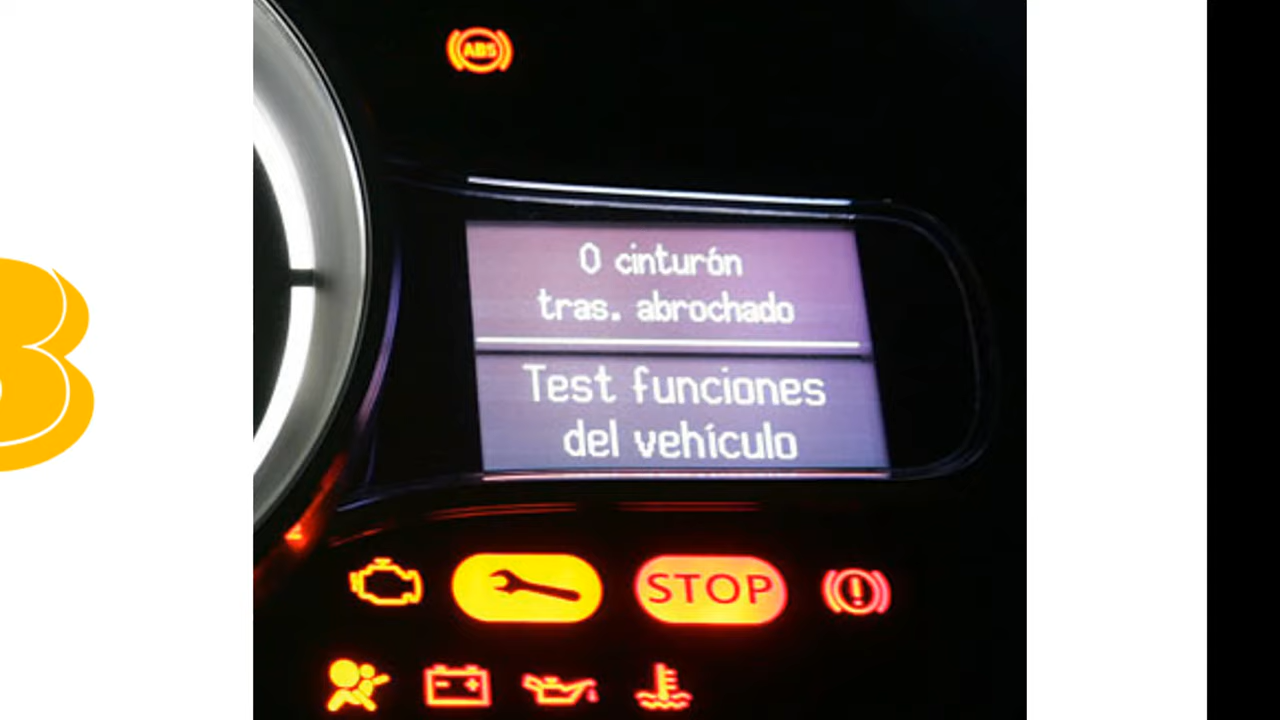 ABS
0 cinturón
tras. abrochado
Test funciones
del vehículo
STOP